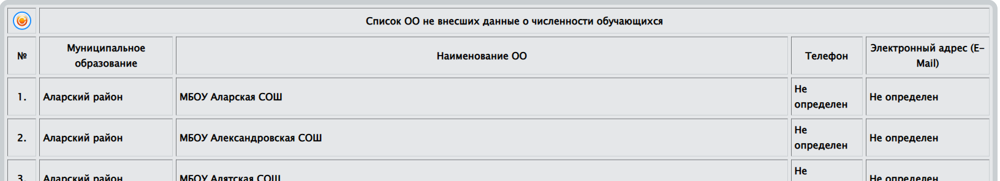 Список ОО не внесших данные о численности обучающихся
№
Муниципальное
образование
Наименование ОО
Телефон
Электронный адрес (E-
Mail)
1.
Аларский район
МБОУ Аларская СОШ
Не
определен
Не определен
2.
Аларский район
МБОУ Александровская СОШ
Не
определен
Не определен
3.
Аларский район
МБОУ Алятская СОШ
Не
Не определен